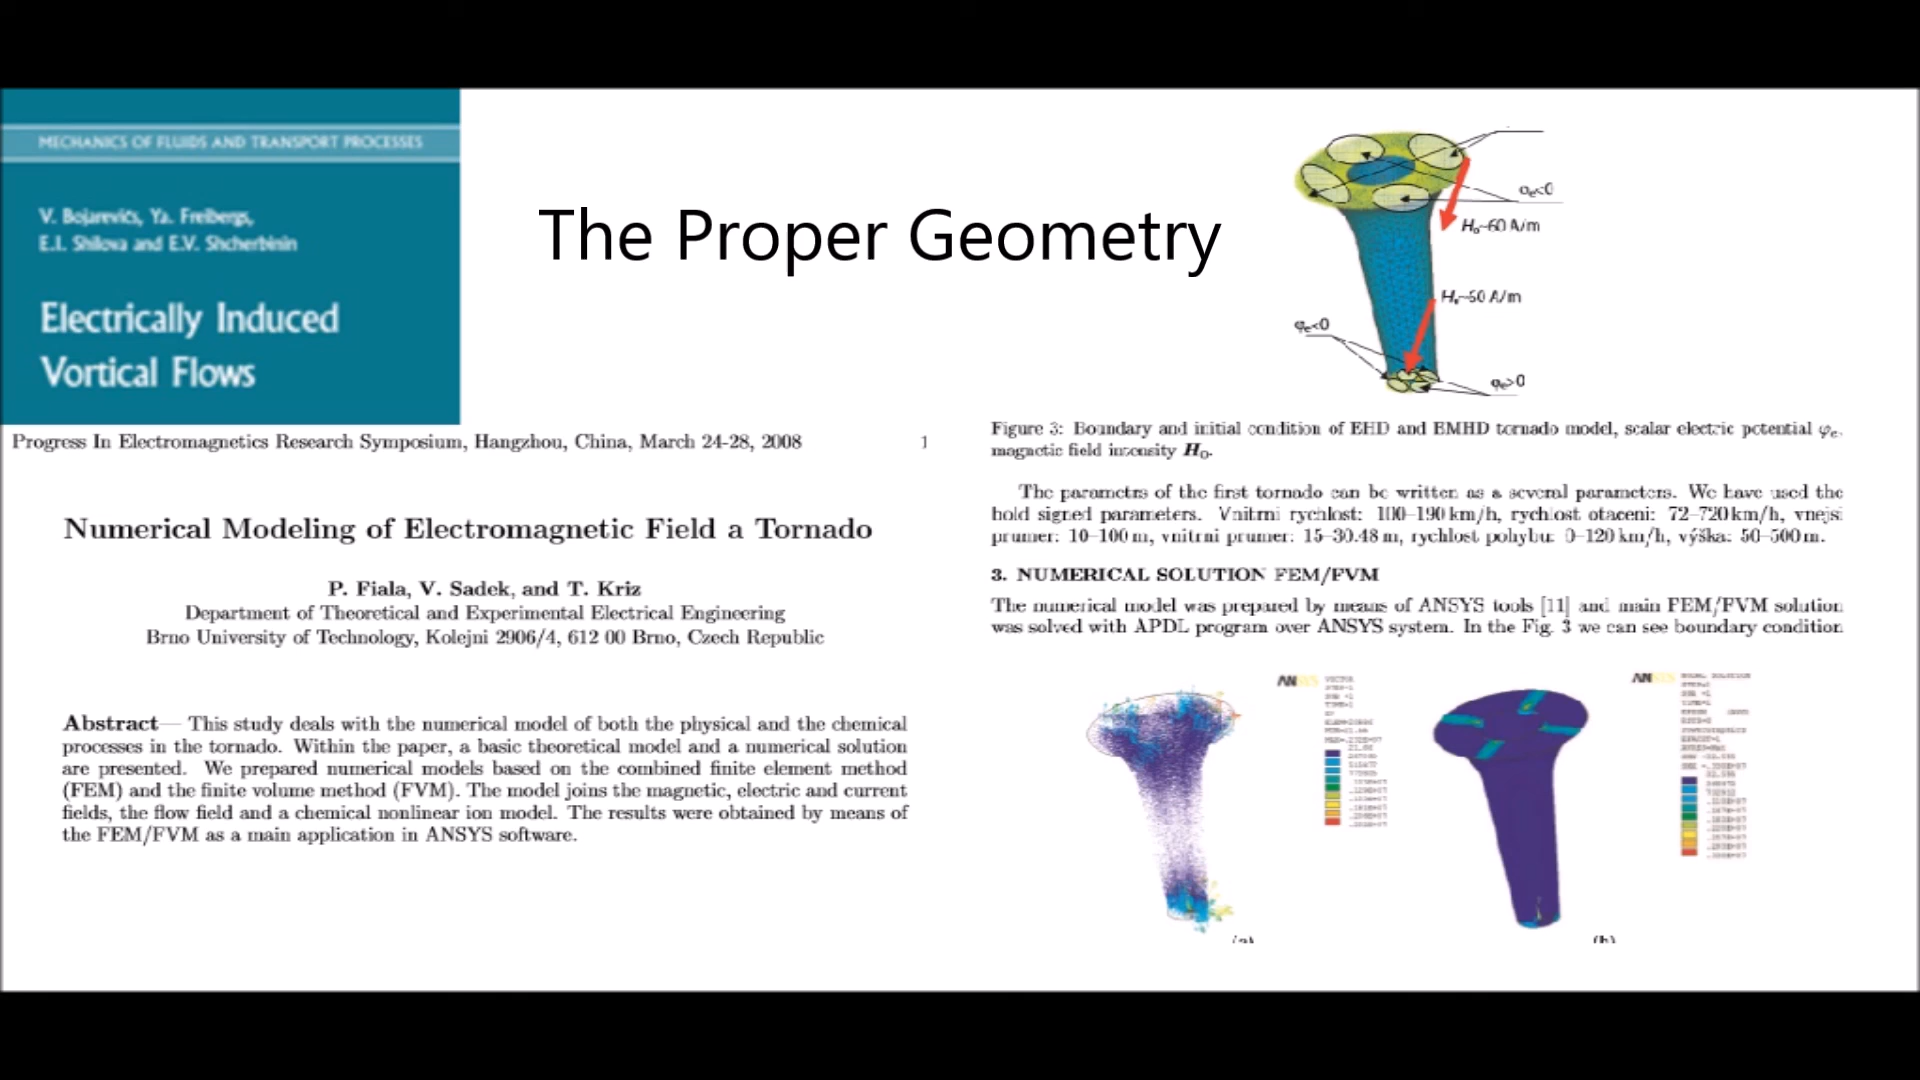 MECHANICS OF FLUIDS AND TRANSPORT PROCESSES
V. Bojarevičs, Ya. Freibergs,
E.I. Shilova and E.V. Shcherbinin
Electrically Induced
Vortical Flows
The Proper Geometry
φe<0
H0~60 A/m
H0~50 A/m
φe<0
φe>0
Progress In Electromagnetics Research Symposium, Hangzhou, China, March 24-28, 2008 1
Numerical Modeling of Electromagnetic Field a Tornado
P. Fiala, V. Sadek, and T. Kriz
Department of Theoretical and Experimental Electrical Engineering
Brno University of Technology, Kolejni 2906/4, 612 00 Brno, Czech Republic
Abstract— This study deals with the numerical model of both the physical and the chemical
processes in the tornado. Within the paper, a basic theoretical model and a numerical solution
are presented. We prepared numerical models based on the combined finite element method
(FEM) and the finite volume method (FVM). The model joins the magnetic, electric and current
fields, the flow field and a chemical nonlinear ion model. The results were obtained by means of
the FEM/FVM as a main application in ANSYS software.
Figure 3: Boundary and initial condition of EHD and EMHD tornado model, scalar electric potential φe,
magnetic field intensity H0.
The parametrs of the first tornado can be written as a several parameters. We have used the
hold signed parameters. Vnitrni rychlost: 100–190 km/h, rychlost otaceni: 72–720 km/h, vnejsi
prumer: 10–100 m, vnitrni prumer: 15–30.48 m, rychlost pohybu: 0–120 km/h, výška: 50–500 m.
3. NUMERICAL SOLUTION FEM/FVM
The numerical model was prepared by means of ANSYS tools [11] and main FEM/FVM solution
was solved with APDL program over ANSYS system. In the Fig. 3 we can see boundary condition
ANSYS
VECTOR
ANSYS
NODAL SOLUTION
(a)
(b)